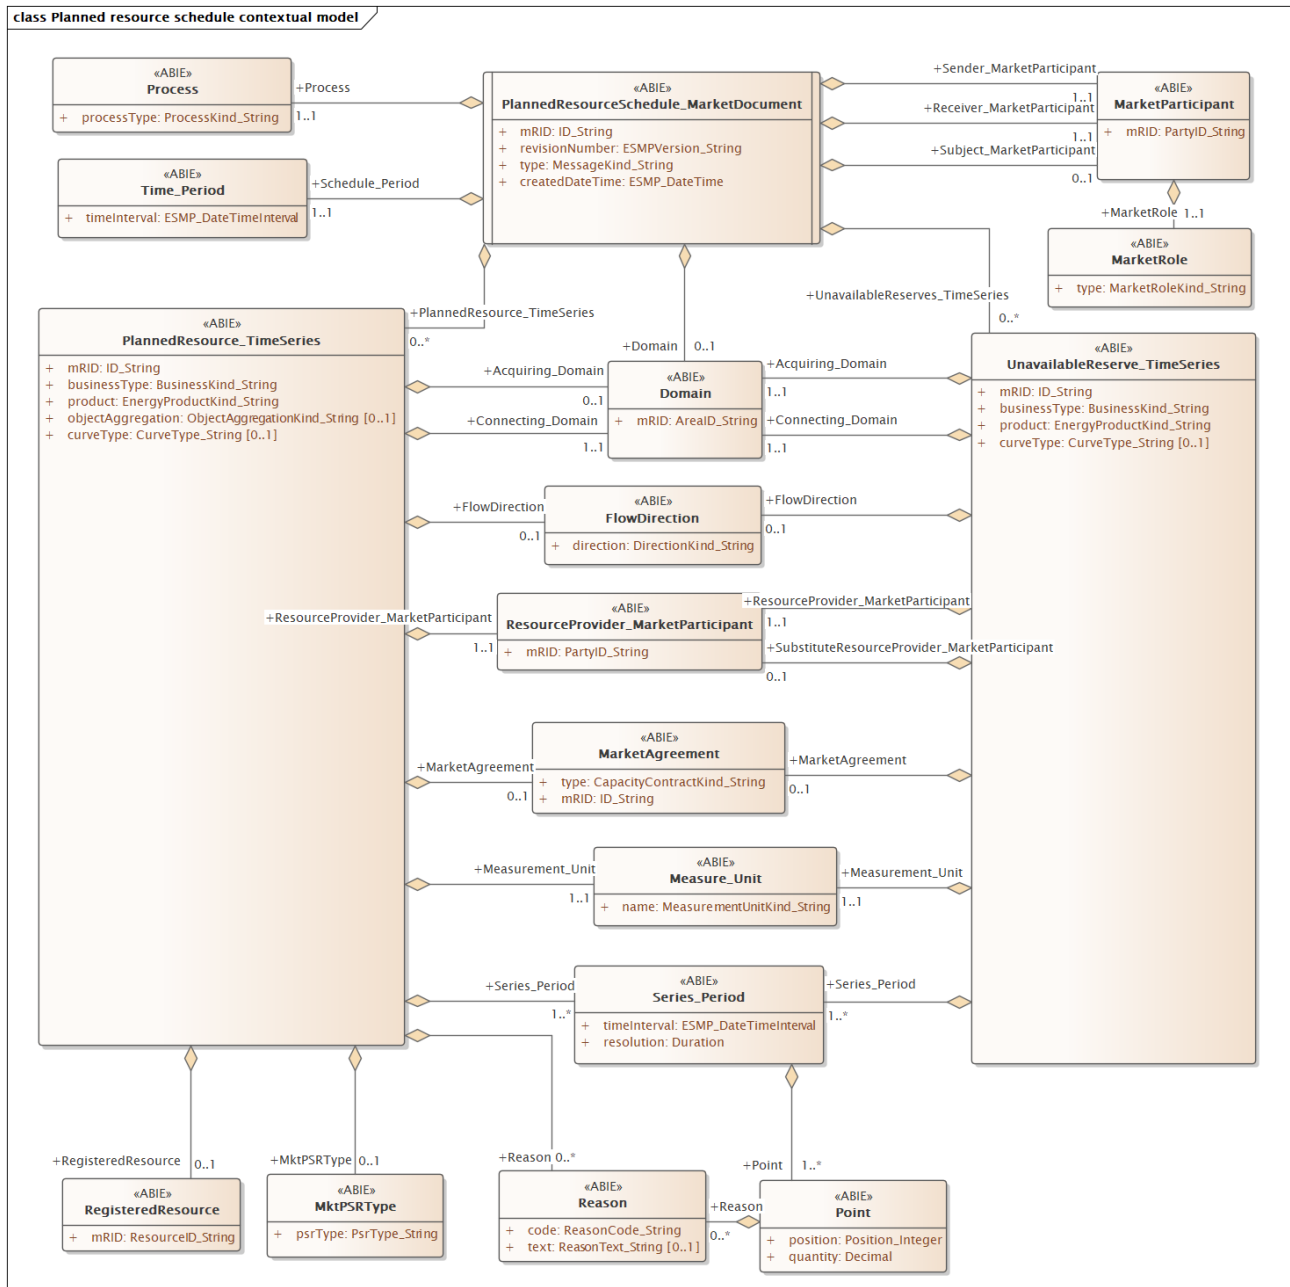 class Planned resource schedule contextual model
«ABIE»
Process
+ processType: ProcessKind_String
+Process
1..1
«ABIE»
PlannedResourceSchedule_MarketDocument
+ mRID: ID_String
+ revisionNumber: ESMPVersion_String
+ type: MessageKind_String
+ createdDateTime: ESMP_DateTime
+Sender_MarketParticipant
1..1
+Receiver_MarketParticipant
1..1
+Subject_MarketParticipant
0..1
«ABIE»
MarketParticipant
+ mRID: PartyID_String
«ABIE»
Time_Period
+ timeInterval: ESMP_DateTimeInterval
+Schedule_Period
1..1
+MarketRole 1..1
«ABIE»
MarketRole
+ type: MarketRoleKind_String
+UnavailableReserves_TimeSeries
0..*
+PlannedResource_TimeSeries
0..*
«ABIE»
PlannedResource_TimeSeries
+ mRID: ID_String
+ businessType: BusinessKind_String
+ product: EnergyProductKind_String
+ objectAggregation: ObjectAggregationKind_String [0..1]
+ curveType: CurveType_String [0..1]
+Domain 0..1
«ABIE»
Domain
+ mRID: AreaID_String
+Acquiring_Domain
0..1
+Connecting_Domain
1..1
+Acquiring_Domain
1..1
+Connecting_Domain
1..1
«ABIE»
UnavailableReserve_TimeSeries
+ mRID: ID_String
+ businessType: BusinessKind_String
+ product: EnergyProductKind_String
+ curveType: CurveType_String [0..1]
+FlowDirection
0..1
«ABIE»
FlowDirection
+ direction: DirectionKind_String
+FlowDirection
0..1
+ResourceProvider_MarketParticipant
1..1
«ABIE»
ResourceProvider_MarketParticipant
+ mRID: PartyID_String
+ResourceProvider_MarketParticipant
1..1
+SubstituteResourceProvider_MarketParticipant
0..1
+MarketAgreement
0..1
«ABIE»
MarketAgreement
+ type: CapacityContractKind_String
+ mRID: ID_String
+MarketAgreement
0..1
+Measurement_Unit
1..1
«ABIE»
Measure_Unit
+ name: MeasurementUnitKind_String
+Measurement_Unit
1..1
+Series_Period
1..*
«ABIE»
Series_Period
+ timeInterval: ESMP_DateTimeInterval
+ resolution: Duration
+Series_Period
1..*
+RegisteredResource 0..1
«ABIE»
RegisteredResource
+ mRID: ResourceID_String
+MktPSRType 0..1
«ABIE»
MktPSRType
+ psrType: PsrType_String
+Reason 0..*
«ABIE»
Reason
+ code: ReasonCode_String
+ text: ReasonText_String [0..1]
+Reason
0..*
+Point 1..*
«ABIE»
Point
+ position: Position_Integer
+ quantity: Decimal